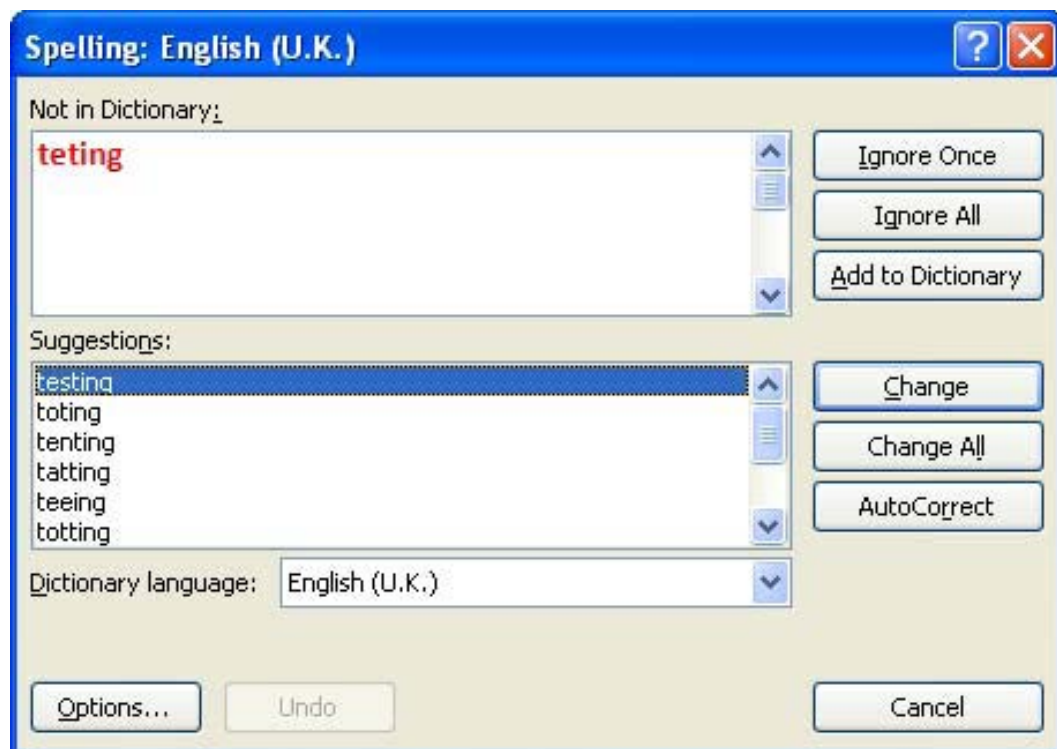 Spelling: English (U.K.)
Not in Dictionary:
teting
Ignore Once
Ignore All
Add to Dictionary
Suggestions:
testing
toting
tenting
tatting
teeing
totting
Change
Change All
AutoCorrect
Dictionary language: English (U.K.)
Options... Undo Cancel